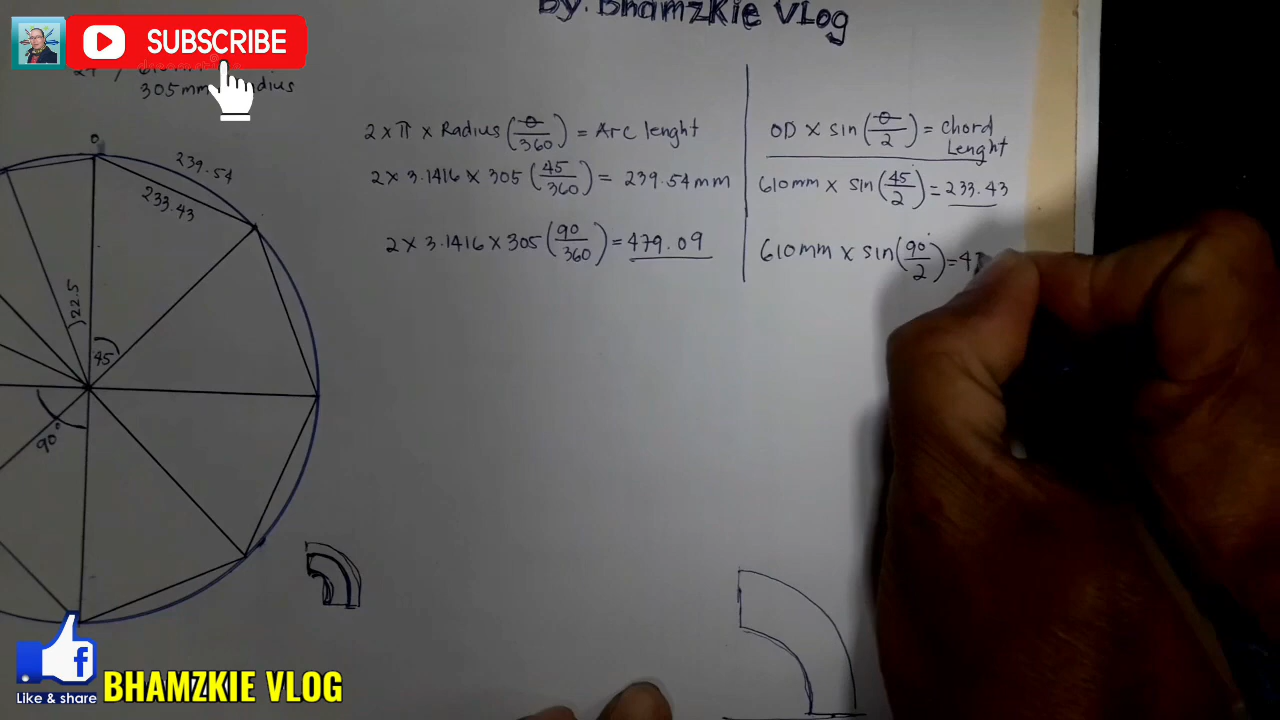 By: Bhamzkie Vlog
SUBSCRIBE
305mm radius
0
239.54
233.43
22.5
45
90°
2 x π x Radius (θ/360) = Arc lenght
2 x 3.1416 x 305 (45/360) = 239.54mm
2 x 3.1416 x 305 (90/360) = 479.09
OD x sin (θ/2) = Chord
Lenght
610mm x sin (45/2) = 233.43
610mm x sin (90°/2) = 4
Like & share
BHAMZKIE VLOG